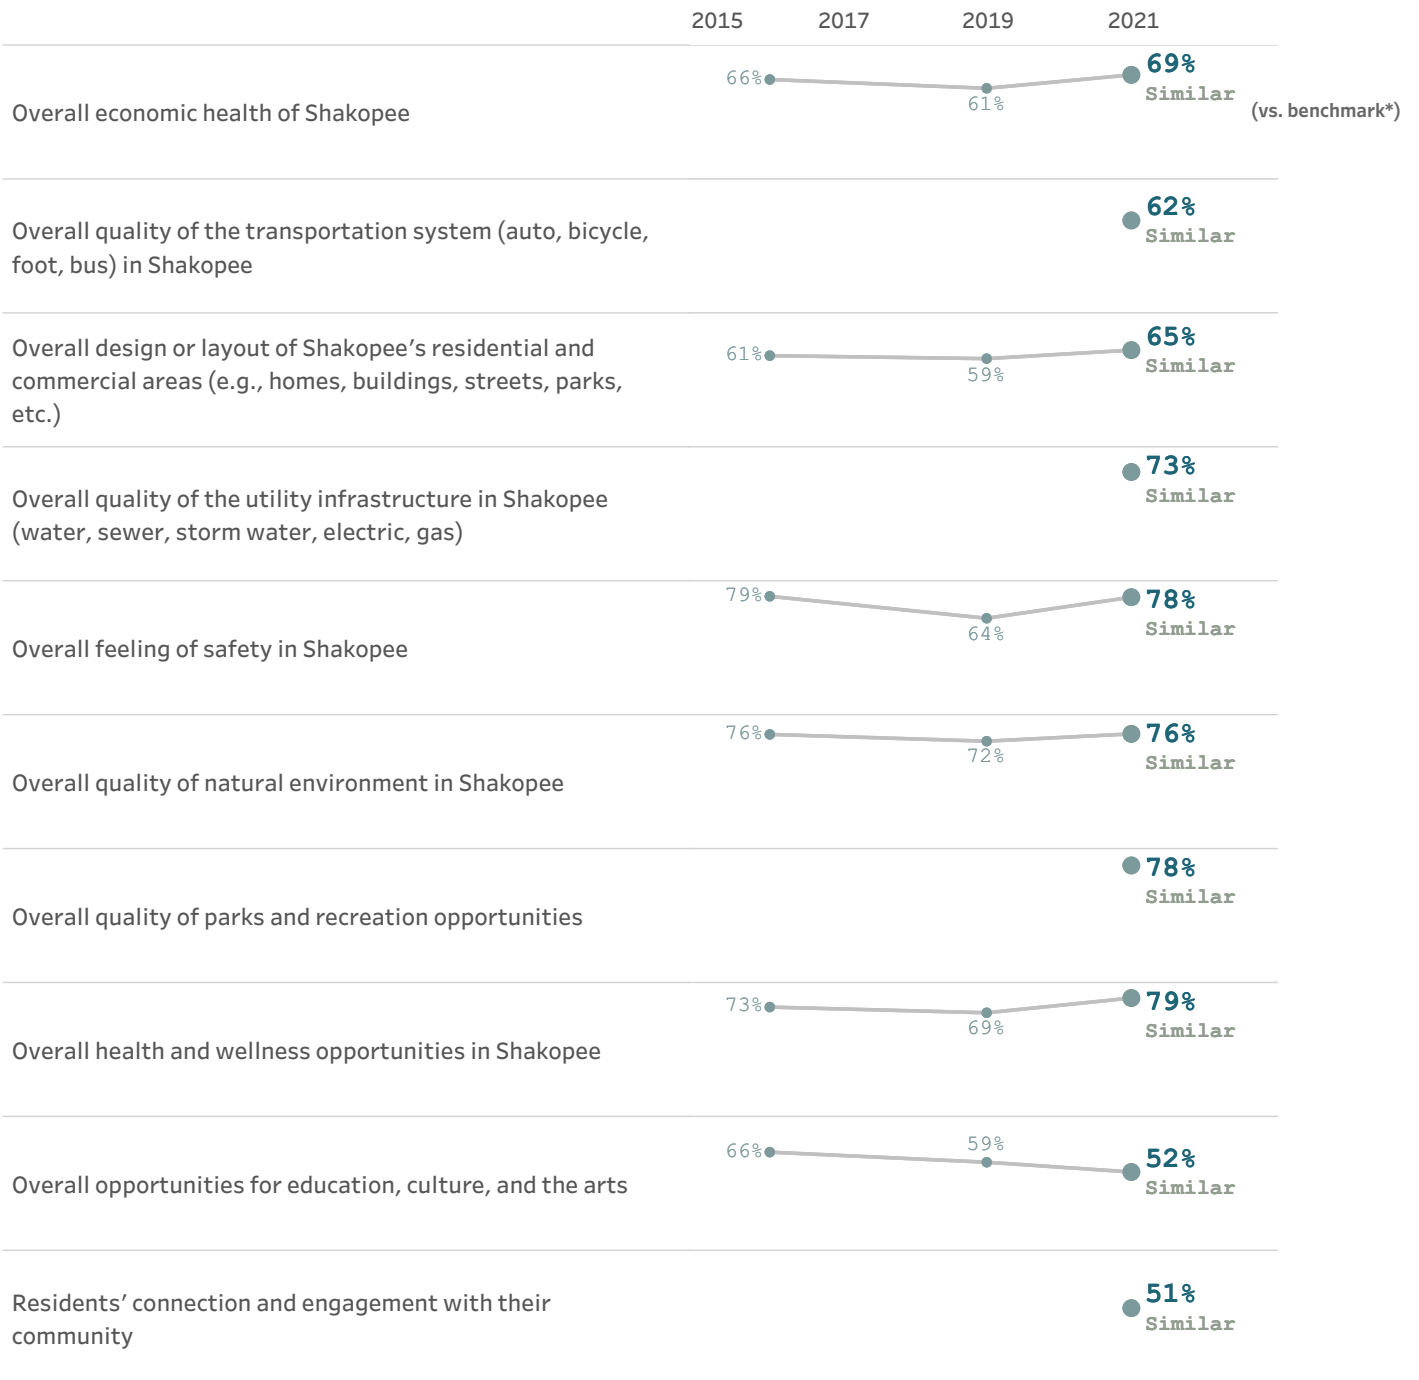 2015 2017 2019 2021
Overall economic health of Shakopee
66%
61%
69%
Similar
(vs. benchmark*)
Overall quality of the transportation system (auto, bicycle,
foot, bus) in Shakopee
62%
Similar
Overall design or layout of Shakopee’s residential and
commercial areas (e.g., homes, buildings, streets, parks,
etc.)
61%
59%
65%
Similar
Overall quality of the utility infrastructure in Shakopee
(water, sewer, storm water, electric, gas)
73%
Similar
Overall feeling of safety in Shakopee
79%
64%
78%
Similar
Overall quality of natural environment in Shakopee
76%
72%
76%
Similar
Overall quality of parks and recreation opportunities
78%
Similar
Overall health and wellness opportunities in Shakopee
73%
69%
79%
Similar
Overall opportunities for education, culture, and the arts
66%
59%
52%
Similar
Residents’ connection and engagement with their
community
51%
Similar